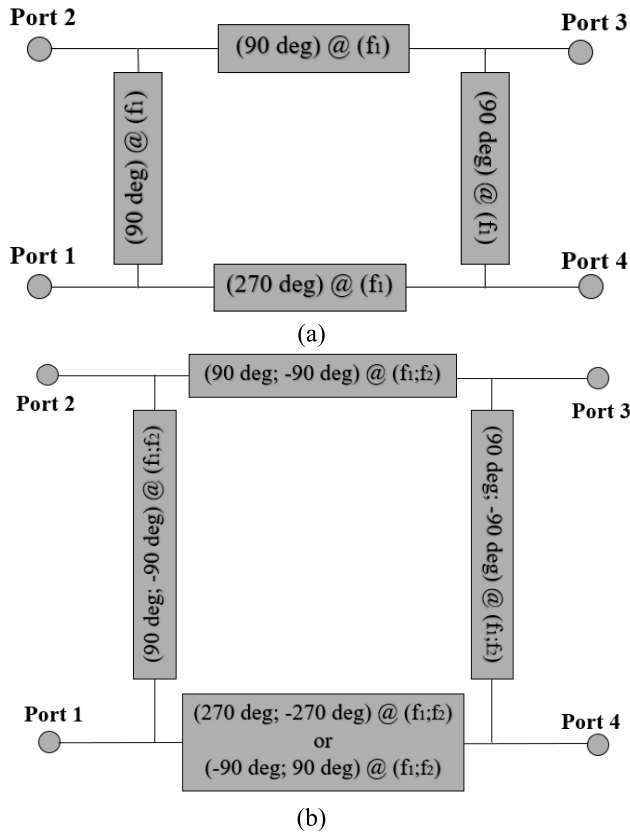 Port 2
(90 deg) @ (f₁)
Port 3
(90 deg) @ (f₁)
(90 deg) @ (f₁)
Port 1
(270 deg) @ (f₁)
Port 4
(a)
(90 deg; -90 deg) @ (f₁;f₂)
Port 2
Port 3
(90 deg; -90 deg) @ (f₁;f₂)
(90 deg; -90 deg) @ (f₁;f₂)
Port 1
(270 deg; -270 deg) @ (f₁;f₂)
or
(-90 deg; 90 deg) @ (f₁;f₂)
Port 4
(b)